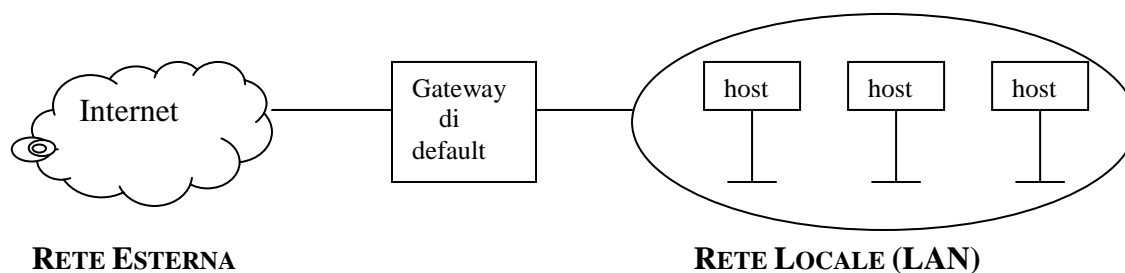 Internet
Gateway
di
default
host host host
RETE ESTERNA
RETE LOCALE (LAN)